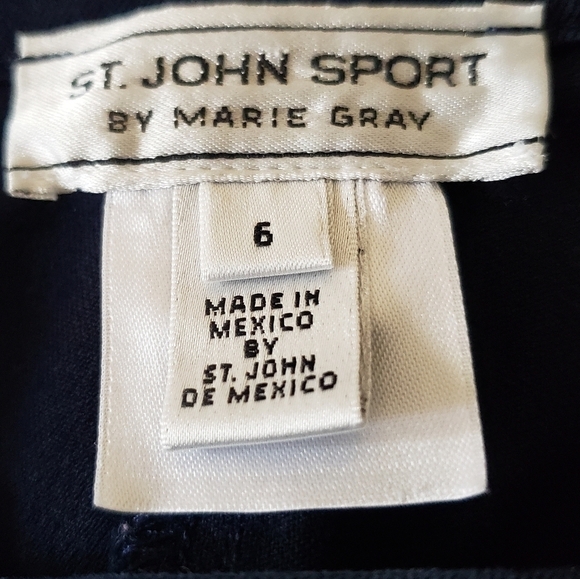 ST. JOHN SPORT
BY MARIE GRAY
6
MADE IN
MEXICO
BY
ST. JOHN
DE MEXICO